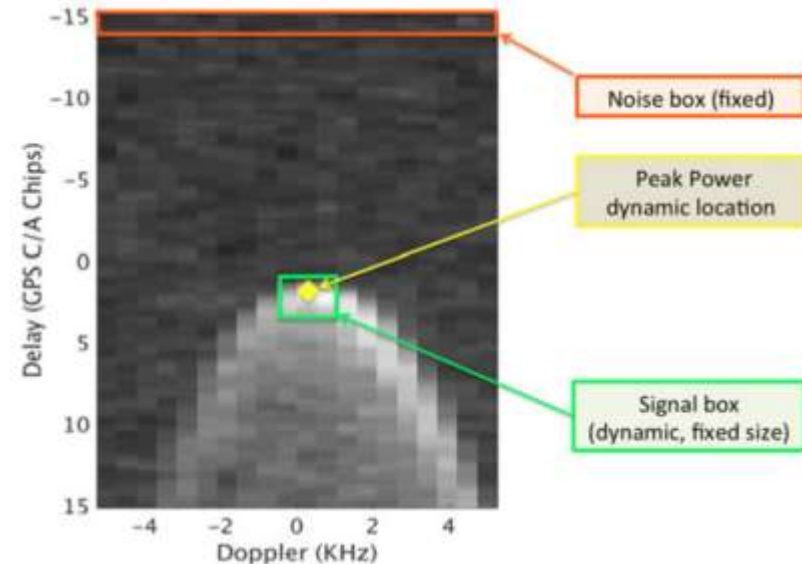 -15
-10
-5
0
5
10
15
Delay (GPS C/A Chips)
-4 -2 0 2 4
Doppler (KHz)
Noise box (fixed)
Peak Power
dynamic location
Signal box
(dynamic, fixed size)